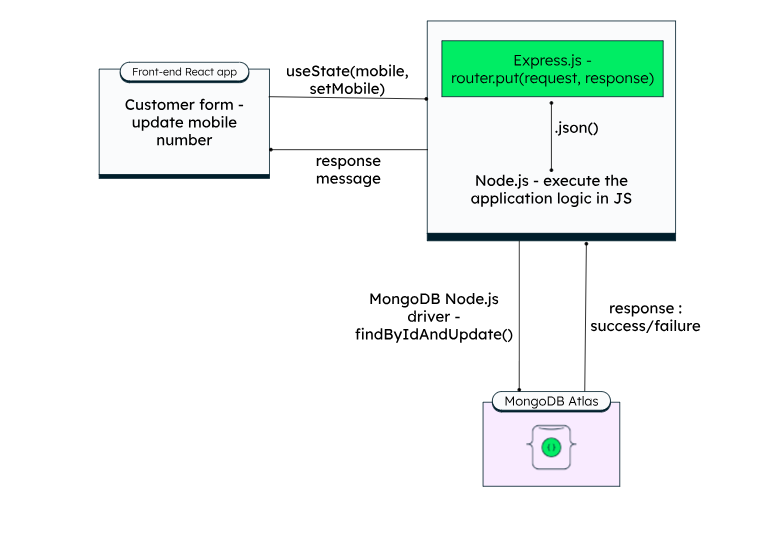 Front-end React app
Customer form -
update mobile
number
useState(mobile,
setMobile)
response
message
Express.js -
router.put(request, response)
.json()
Node.js - execute the
application logic in JS
MongoDB Node.js
driver -
findByIdAndUpdate()
response :
success/failure
MongoDB Atlas
{ }